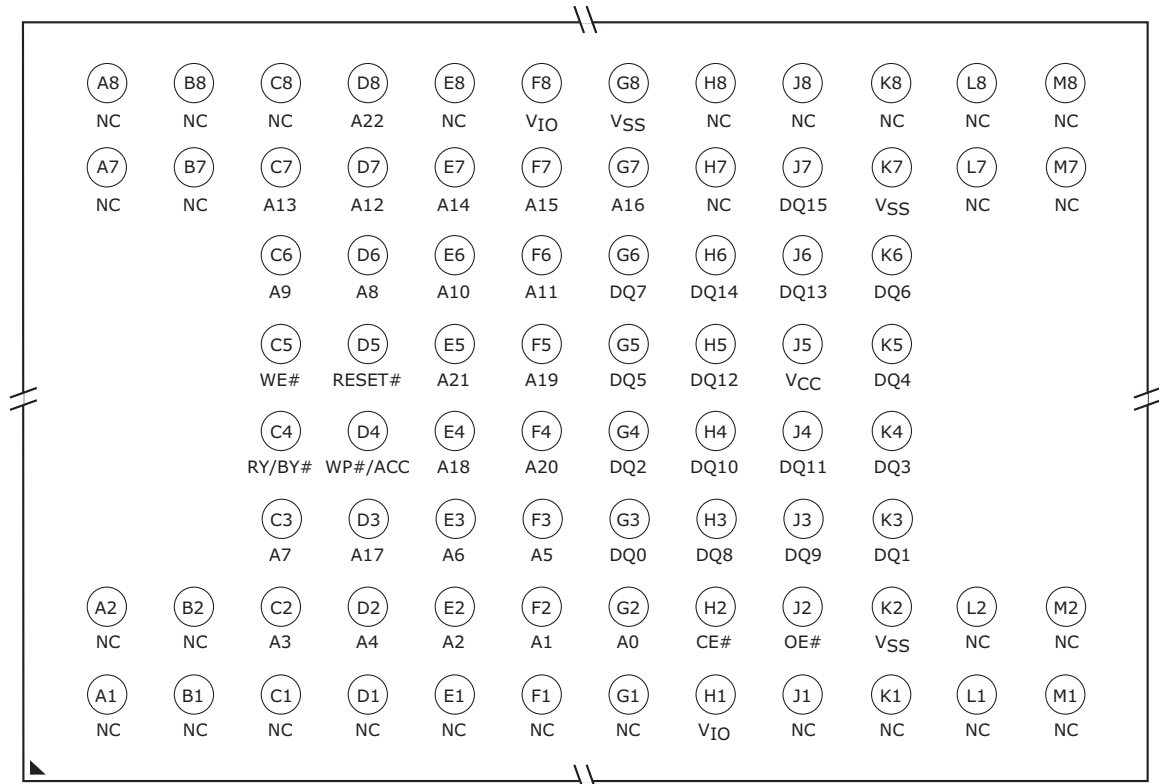 A8 B8 C8 D8 E8 F8 G8 H8 J8 K8 L8 M8
NC NC NC A22 NC VIO VSS NC NC NC NC NC
A7 B7 C7 D7 E7 F7 G7 H7 J7 K7 L7 M7
NC NC A13 A12 A14 A15 A16 NC DQ15 VSS NC NC
C6 D6 E6 F6 G6 H6 J6 K6
A9 A8 A10 A11 DQ7 DQ14 DQ13 DQ6
C5 D5 E5 F5 G5 H5 J5 K5
WE# RESET# A21 A19 DQ5 DQ12 VCC DQ4
C4 D4 E4 F4 G4 H4 J4 K4
RY/BY# WP#/ACC A18 A20 DQ2 DQ10 DQ11 DQ3
C3 D3 E3 F3 G3 H3 J3 K3
A7 A17 A6 A5 DQ0 DQ8 DQ9 DQ1
A2 B2 C2 D2 E2 F2 G2 H2 J2 K2 L2 M2
NC NC A3 A4 A2 A1 A0 CE# OE# VSS NC NC
A1 B1 C1 D1 E1 F1 G1 H1 J1 K1 L1 M1
NC NC NC NC NC NC NC VIO NC NC NC NC